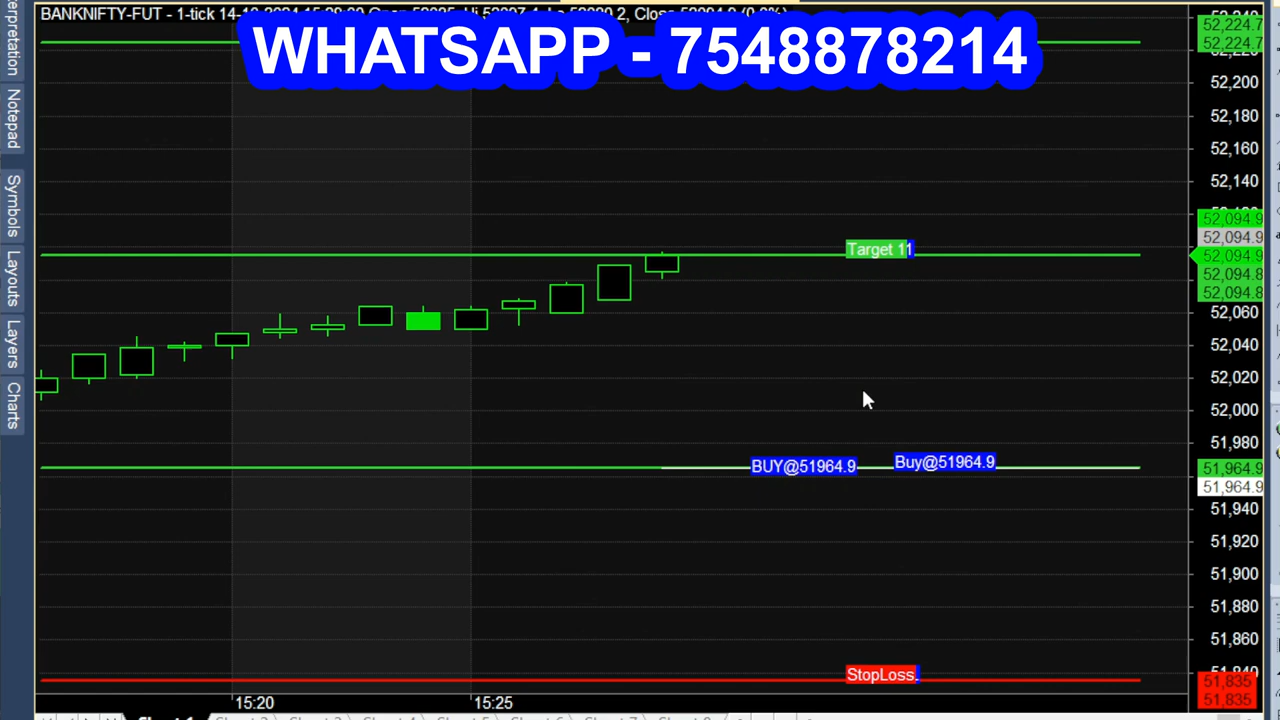 BANKNIFTY-FUT - 1-tick
WHATSAPP - 7548878214
Interpretation
Notepad
Symbols
Layouts
Layers
Charts
52,224.7
52,224.7
52,200
52,180
52,160
52,140
52,094.9
52,094.9
52,094.9
52,094.8
52,094.8
52,060
52,040
52,020
52,000
51,980
51,964.9
51,964.9
51,940
51,920
51,900
51,880
51,860
51,840
51,835
51,835
Target 11
BUY@51964.9
Buy@51964.9
StopLoss
15:20
15:25